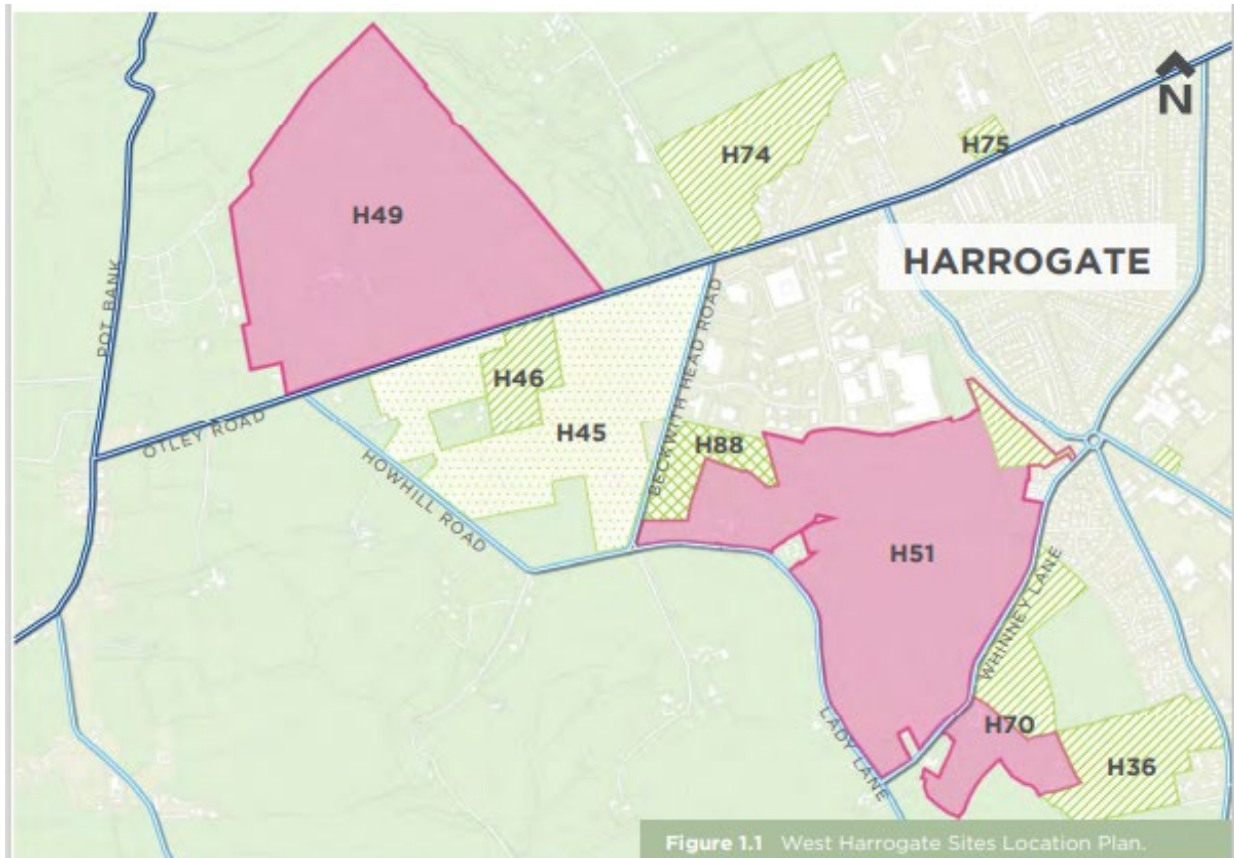 N
H75
H74
H49
HARROGATE
POT BANK
BECKWITH HEAD ROAD
H46
OTLEY ROAD
H45
H88
HOWHILL ROAD
H51
WHINNEY LANE
LADY LANE
H70
H36
Figure 1.1 West Harrogate Sites Location Plan.